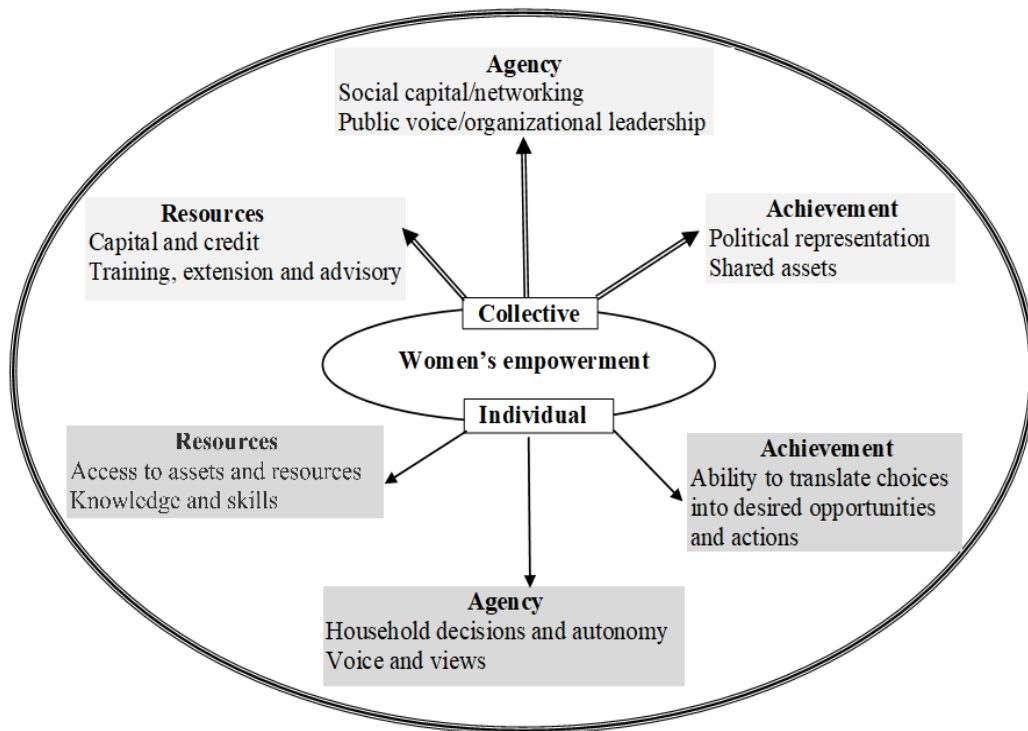 Agency
Social capital/networking
Public voice/organizational leadership
Resources
Capital and credit
Training, extension and advisory
Achievement
Political representation
Shared assets
Collective
Women's empowerment
Individual
Resources
Access to assets and resources
Knowledge and skills
Achievement
Ability to translate choices
into desired opportunities
and actions
Agency
Household decisions and autonomy
Voice and views